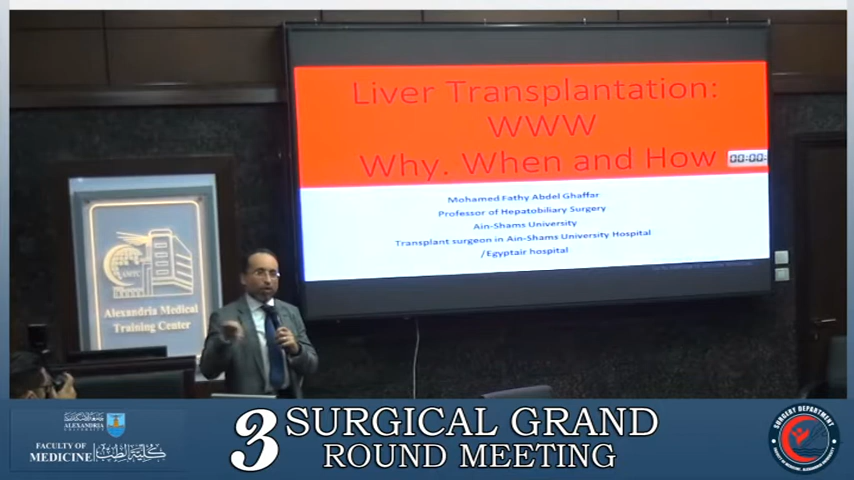 Liver Transplantation:
WWW
Why. When and How
00:00
Mohamed Fathy Abdel Ghaffar
Professor of Hepatobiliary Surgery
Ain-Shams University
Transplant surgeon in Ain-Shams University Hospital
/Egyptair hospital
AMTC
Alexandria Medical
Training Center
ALEXANDRIA
FACULTY OF
MEDICINE
كلية الطب
3 SURGICAL GRAND
ROUND MEETING
SURGERY DEPARTMENT